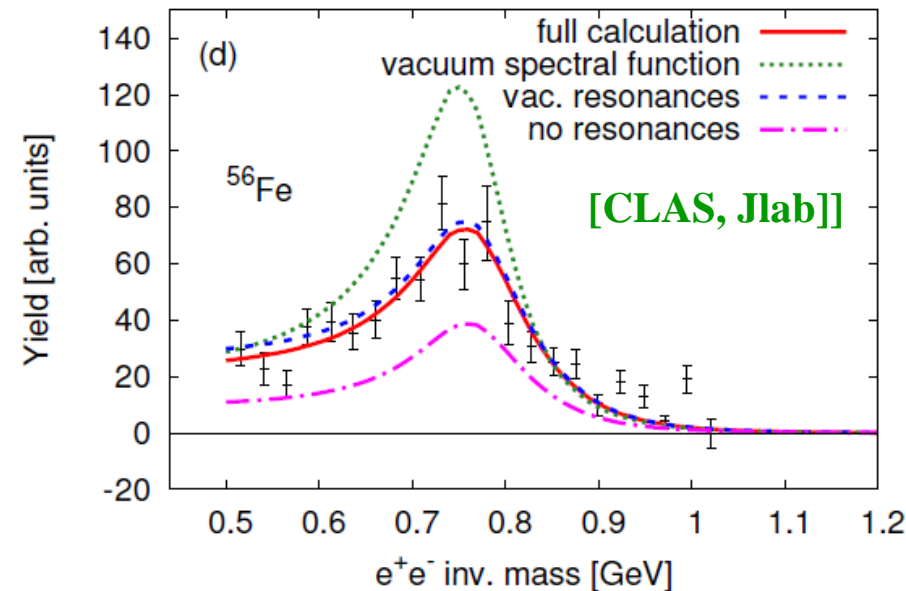 140
120
100
80
60
40
20
0
-20
Yield [arb. units]
(d)
⁵⁶Fe
full calculation
vacuum spectral function
vac. resonances
no resonances
[CLAS, Jlab]]
0.5 0.6 0.7 0.8 0.9 1 1.1 1.2
e⁺e⁻ inv. mass [GeV]